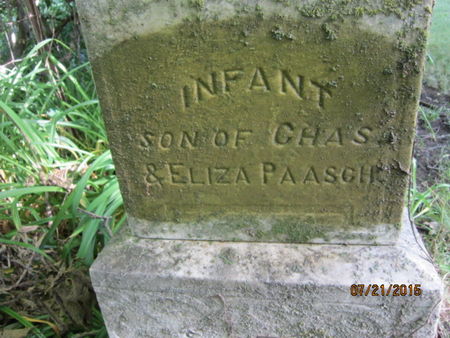 INFANT
SON OF CHAS.
& ELIZA PAASCH.
07/21/2015